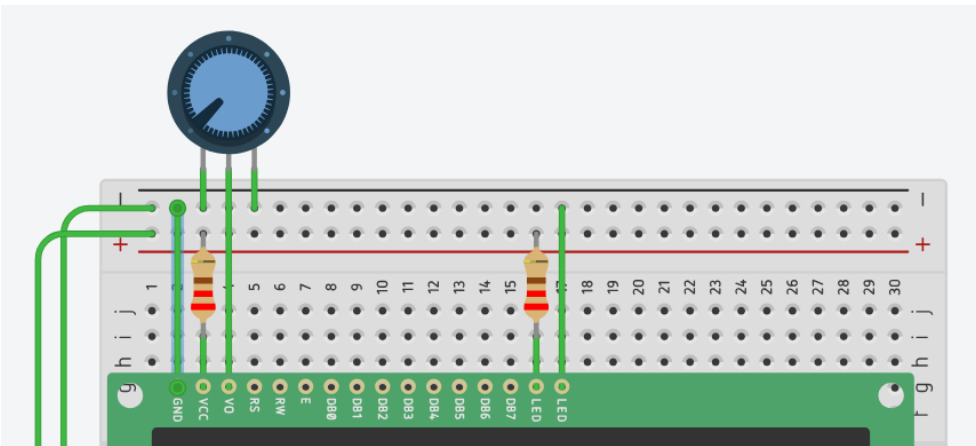 − −
+ +
1 2 3 4 5 6 7 8 9 10 11 12 13 14 15 16 17 18 19 20 21 22 23 24 25 26 27 28 29 30
j j
i i
h h
g g
f
GND VCC VO RS RW E DB0 DB1 DB2 DB3 DB4 DB5 DB6 DB7 LED LED